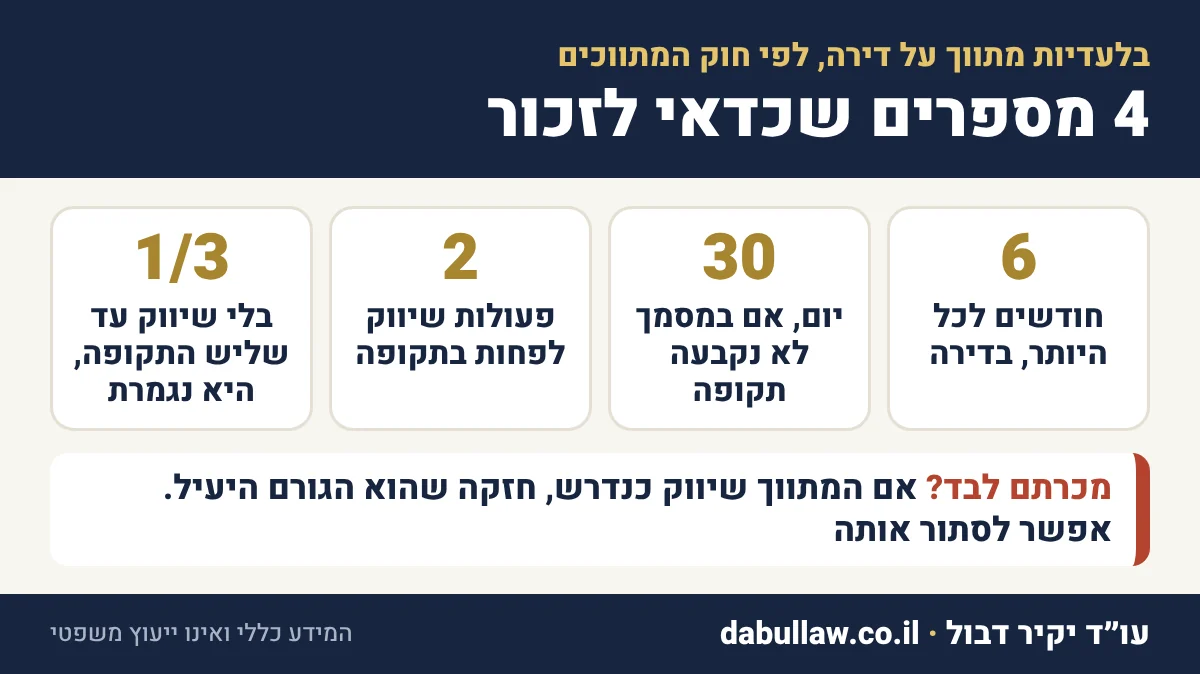 בלעדיות מתווך על דירה, לפי חוק המתווכים
4 מספרים שכדאי לזכור
6
חודשים לכל
היותר, בדירה
30
יום, אם במסמך
לא נקבעה
תקופה
2
פעולות שיווק
לפחות בתקופה
1/3
בלי שיווק עד
שליש התקופה,
היא נגמרת
מכרתם לבד? אם המתווך שיווק כנדרש, חזקה שהוא הגורם היעיל.
אפשר לסתור אותה
עו״ד יקיר דבול · dabullaw.co.il
המידע כללי ואינו ייעוץ משפטי